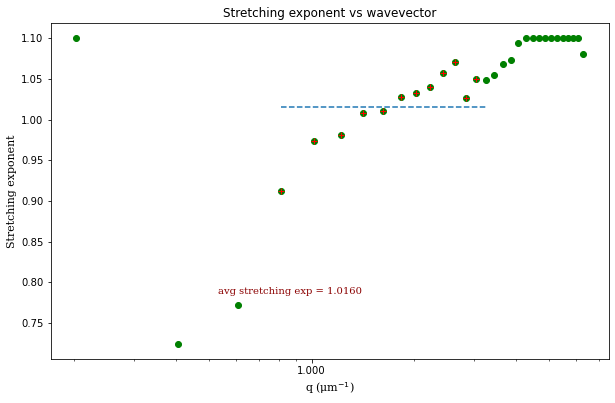 Stretching exponent vs wavevector
Stretching exponent
1.10
1.05
1.00
0.95
0.90
0.85
0.80
0.75
avg stretching exp = 1.0160
1.000
q (μm⁻¹)